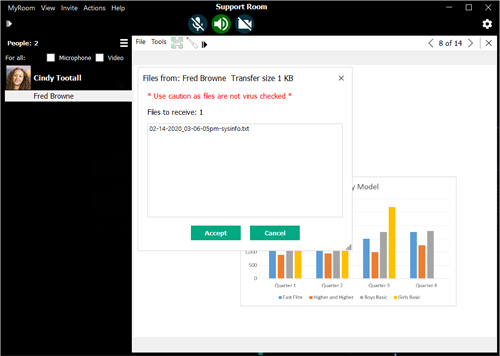 MyRoom View Invite Actions Help
Support Room
People: 2
For all: Microphone Video
Cindy Tootall
Fred Browne
File Tools
8 of 14
Files from: Fred Browne Transfer size 1 KB
* Use caution as files are not virus checked *
Files to receive: 1
02-14-2020_03-06-05pm-sysinfo.txt
Accept Cancel
y Model
500
0
Quarter 1 Quarter 2 Quarter 3 Quarter 4
East Elite Higher and Higher Boys Basic Girls Basic